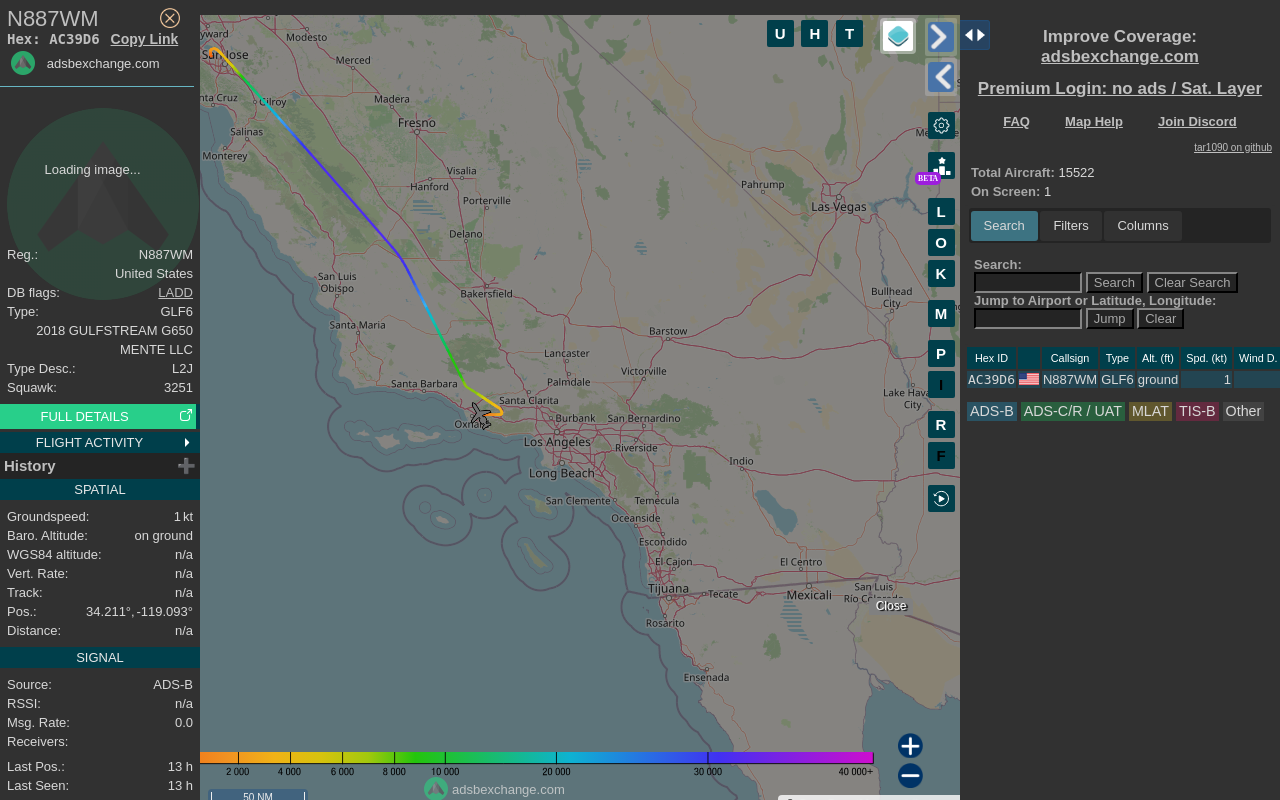 N887WM
Hex: AC39D6 Copy Link
adsbexchange.com
Loading image...
Reg.: N887WM
United States
DB flags: LADD
Type: GLF6
2018 GULFSTREAM G650
MENTE LLC
Type Desc.: L2J
Squawk: 3251
FULL DETAILS
FLIGHT ACTIVITY
History
SPATIAL
Groundspeed: 1 kt
Baro. Altitude: on ground
WGS84 altitude: n/a
Vert. Rate: n/a
Track: n/a
Pos.: 34.211°, -119.093°
Distance: n/a
SIGNAL
Source: ADS-B
RSSI: n/a
Msg. Rate: 0.0
Receivers:
Last Pos.: 13 h
Last Seen: 13 h
yward
Modesto
San Jose
Merced
nta Cruz
Gilroy
Madera
Fresno
Salinas
Monterey
Visalia
Hanford
Porterville
Delano
Pahrump
Las Vegas
San Luis
Obispo
Bakersfield
Bullhead
City
Santa Maria
Barstow
Lancaster
Palmdale
Victorville
Santa Barbara
Santa Clarita
Lake Hava
City
Oxnard
Burbank
San Bernardino
Los Angeles
Riverside
Long Beach
Indio
San Clemente
Temecula
Oceanside
Escondido
El Cajon
El Centro
Tijuana
Tecate
Mexicali
San Luis
Río Colorado
Close
Rosarito
Ensenada
U H T
BETA
L
O
K
M
P
I
R
F
2 000 4 000 6 000 8 000 10 000 20 000 30 000 40 000+
adsbexchange.com
50 NM
Improve Coverage:
adsbexchange.com
Premium Login: no ads / Sat. Layer
FAQ Map Help Join Discord
tar1090 on github
Total Aircraft: 15522
On Screen: 1
Search Filters Columns
Search:
Search Clear Search
Jump to Airport or Latitude, Longitude:
Jump Clear
Hex ID Callsign Type Alt. (ft) Spd. (kt) Wind D.
AC39D6 N887WM GLF6 ground 1
ADS-B ADS-C/R / UAT MLAT TIS-B Other